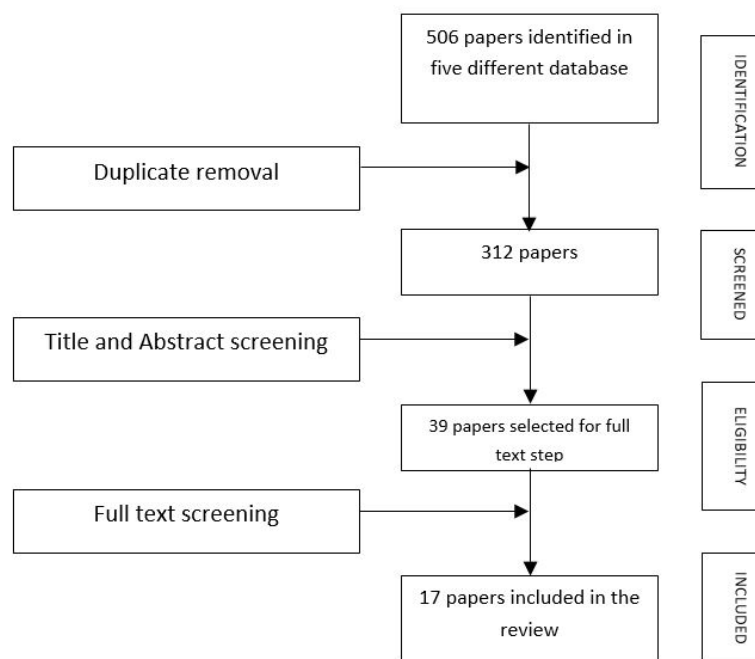 506 papers identified in
five different database
IDENTIFICATION
Duplicate removal
312 papers
SCREENED
Title and Abstract screening
39 papers selected for full
text step
ELIGIBILITY
Full text screening
17 papers included in the
review
INCLUDED